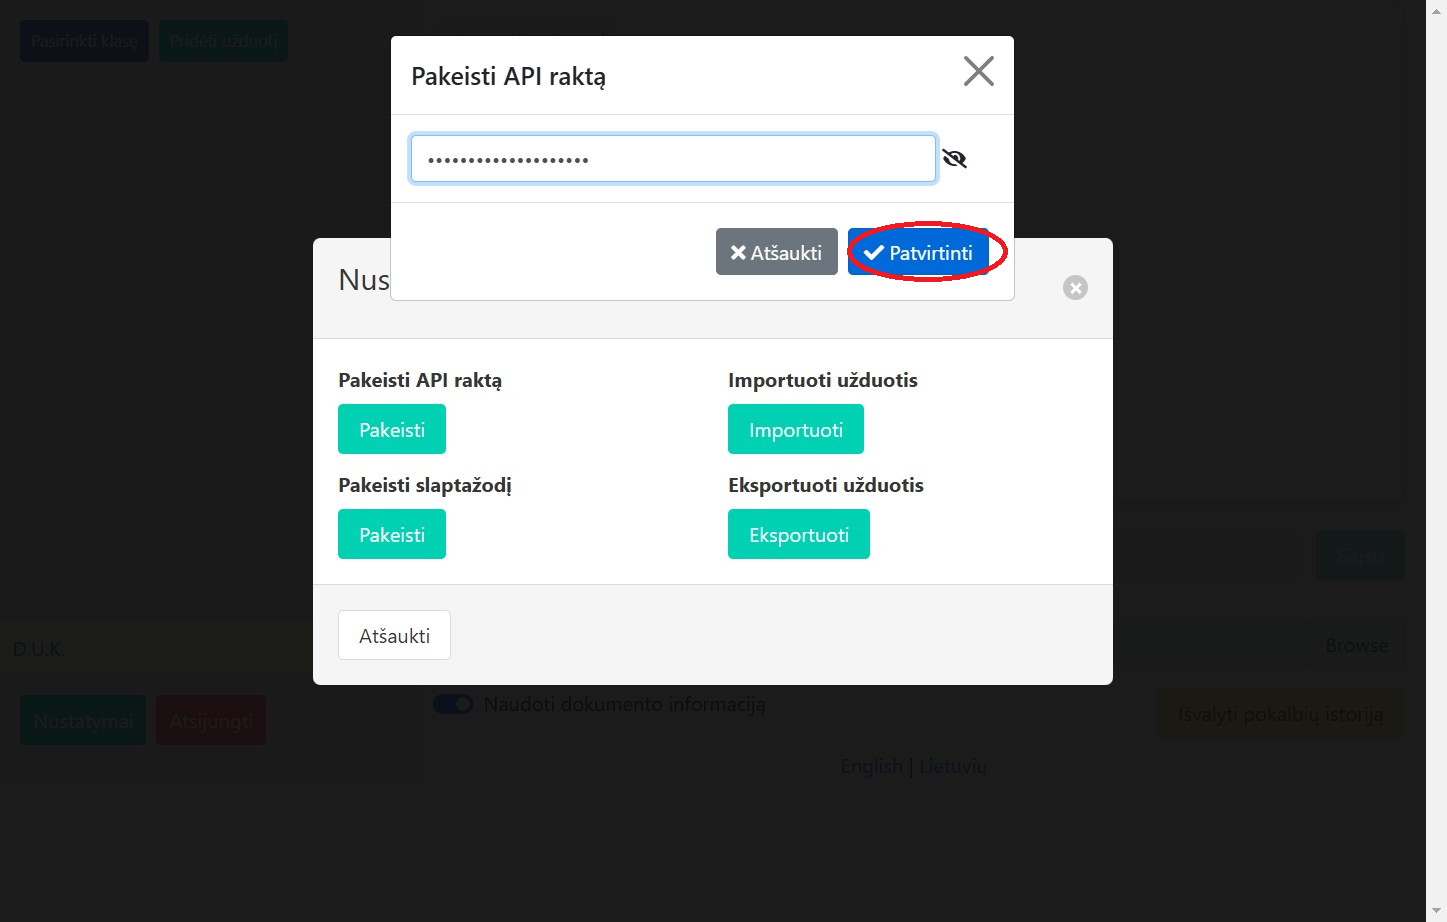 Pasirinkti klasę
Pridėti užduotį
Pakeisti API raktą
••••••••••••••••••••
Atšaukti
Patvirtinti
Nus
Pakeisti API raktą
Pakeisti
Importuoti užduotis
Importuoti
Pakeisti slaptažodį
Pakeisti
Eksportuoti užduotis
Eksportuoti
Atšaukti
Siųsti
D.U.K.
Browse
Nustatymai
Atsijungti
Naudoti dokumento informaciją
Išvalyti pokalbių istoriją
English | Lietuvių